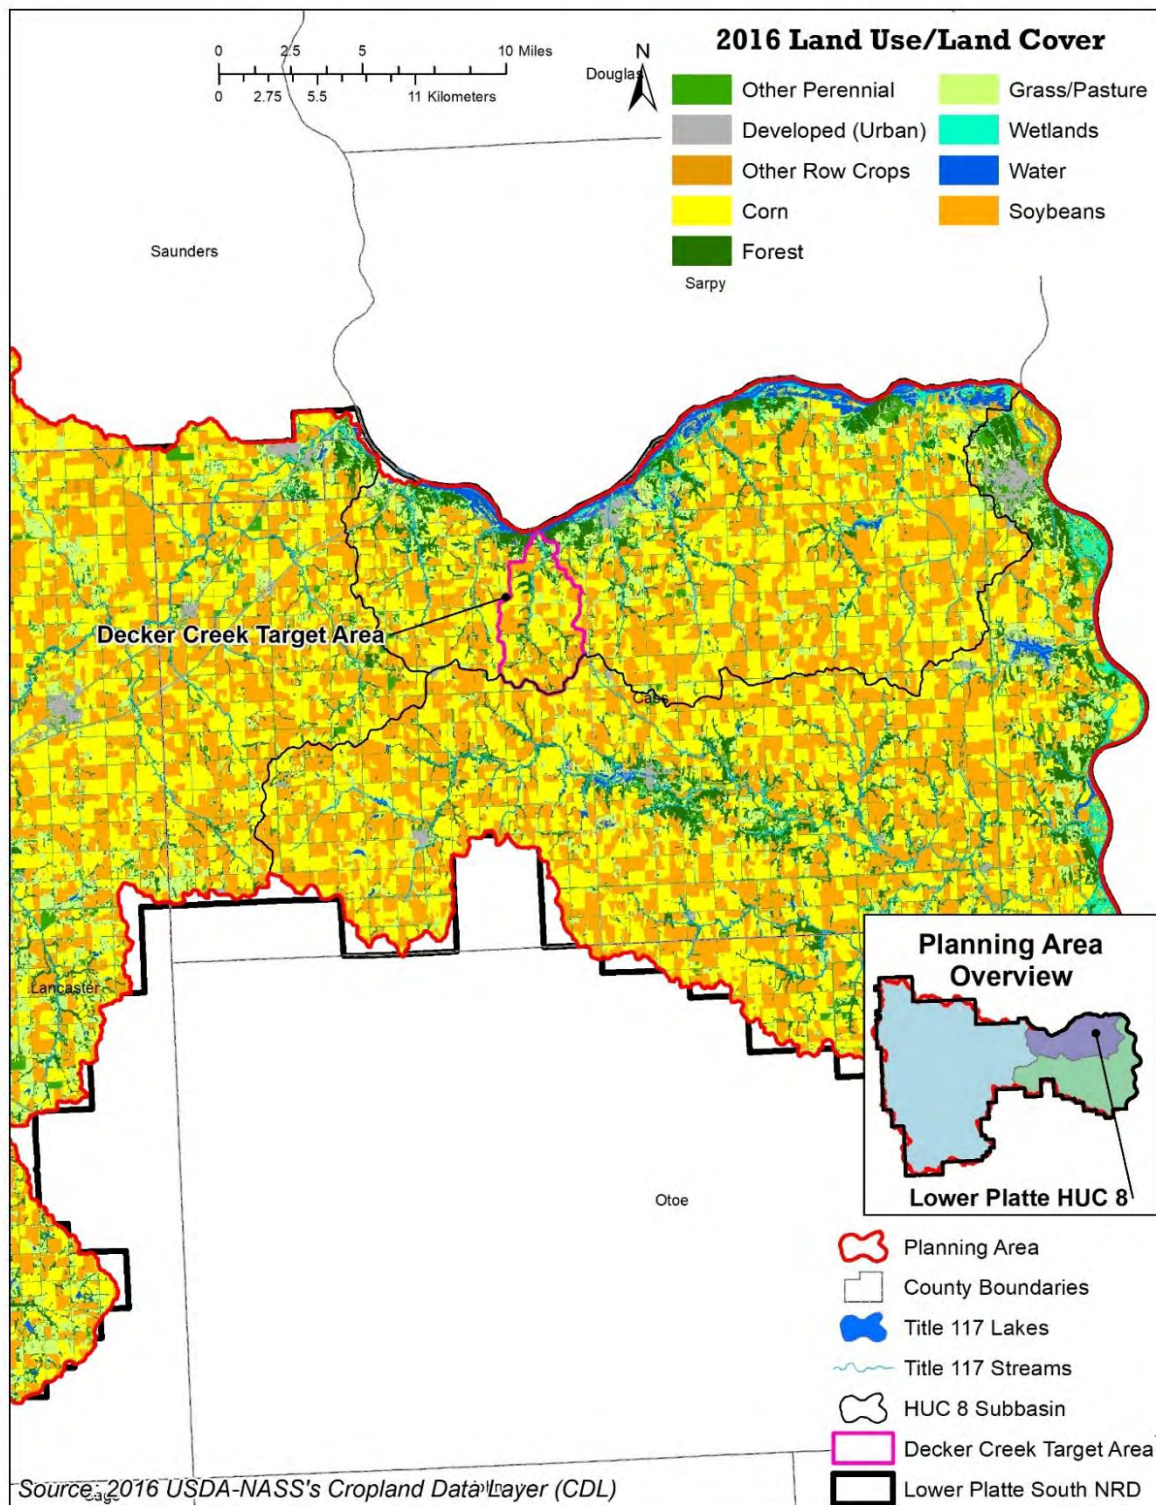 2016 Land Use/Land Cover
0 2.5 5 10 Miles
0 2.75 5.5 11 Kilometers
N
Douglas
Other Perennial
Developed (Urban)
Other Row Crops
Corn
Forest
Grass/Pasture
Wetlands
Water
Soybeans
Saunders
Sarpy
Decker Creek Target Area
Cass
Lancaster
Otoe
Planning Area
Overview
Lower Platte HUC 8
Planning Area
County Boundaries
Title 117 Lakes
Title 117 Streams
HUC 8 Subbasin
Decker Creek Target Area
Lower Platte South NRD
Source: 2016 USDA-NASS's Cropland Data Layer (CDL)
Gage